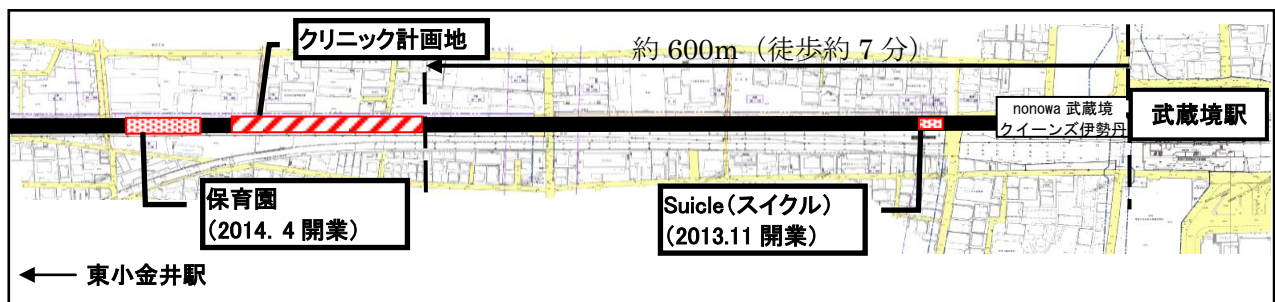 クリニック計画地
約 600m（徒歩約 7 分）
nonowa 武蔵境
クイーンズ伊勢丹
武蔵境駅
保育園
（2014. 4 開業）
Suicle（スイクル）
（2013.11 開業）
東小金井駅